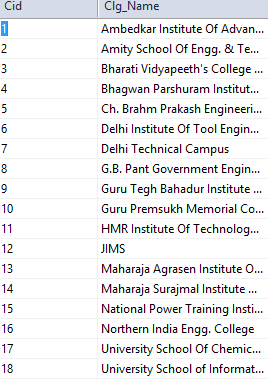 Cid Clg_Name
1 Ambedkar Institute Of Advan...
2 Amity School Of Engg. & Te...
3 Bharati Vidyapeeth's College ...
4 Bhagwan Parshuram Institut...
5 Ch. Brahm Prakash Engineeri...
6 Delhi Institute Of Tool Engin...
7 Delhi Technical Campus
8 G.B. Pant Government Engin...
9 Guru Tegh Bahadur Institute ...
10 Guru Premsukh Memorial Co...
11 HMR Institute Of Technolog...
12 JIMS
13 Maharaja Agrasen Institute O...
14 Maharaja Surajmal Institute ...
15 National Power Training Insti...
16 Northern India Engg. College
17 University School Of Chemic...
18 University School of Informat...